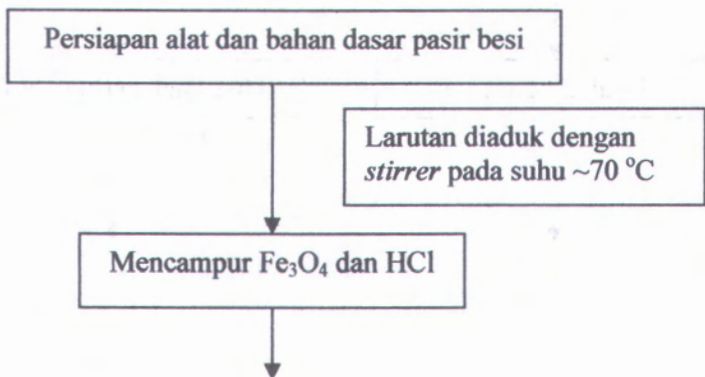 Persiapan alat dan bahan dasar pasir besi
Larutan diaduk dengan
stirrer pada suhu ~70 °C
Mencampur Fe₃O₄ dan HCl